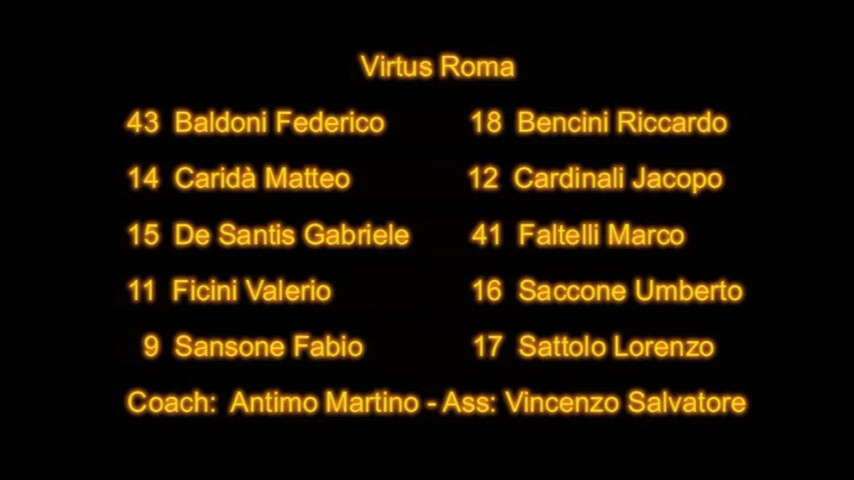 Virtus Roma
43 Baldoni Federico 18 Bencini Riccardo
14 Caridà Matteo 12 Cardinali Jacopo
15 De Santis Gabriele 41 Faltelli Marco
11 Ficini Valerio 16 Saccone Umberto
9 Sansone Fabio 17 Sattolo Lorenzo
Coach: Antimo Martino - Ass: Vincenzo Salvatore